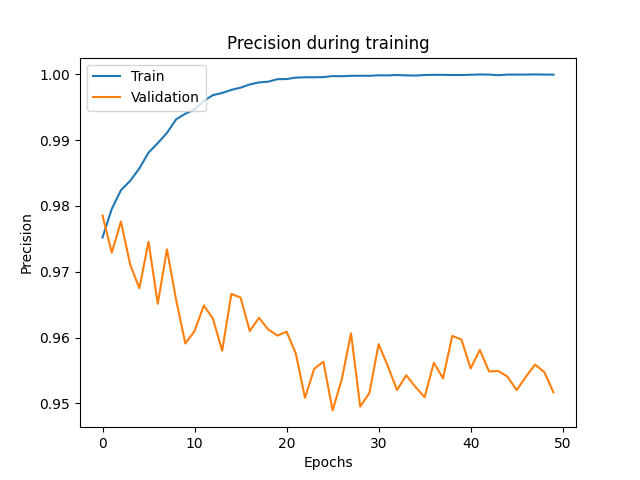 Precision during training
Train
Validation
1.00
0.99
0.98
0.97
0.96
0.95
Precision
0 10 20 30 40 50
Epochs